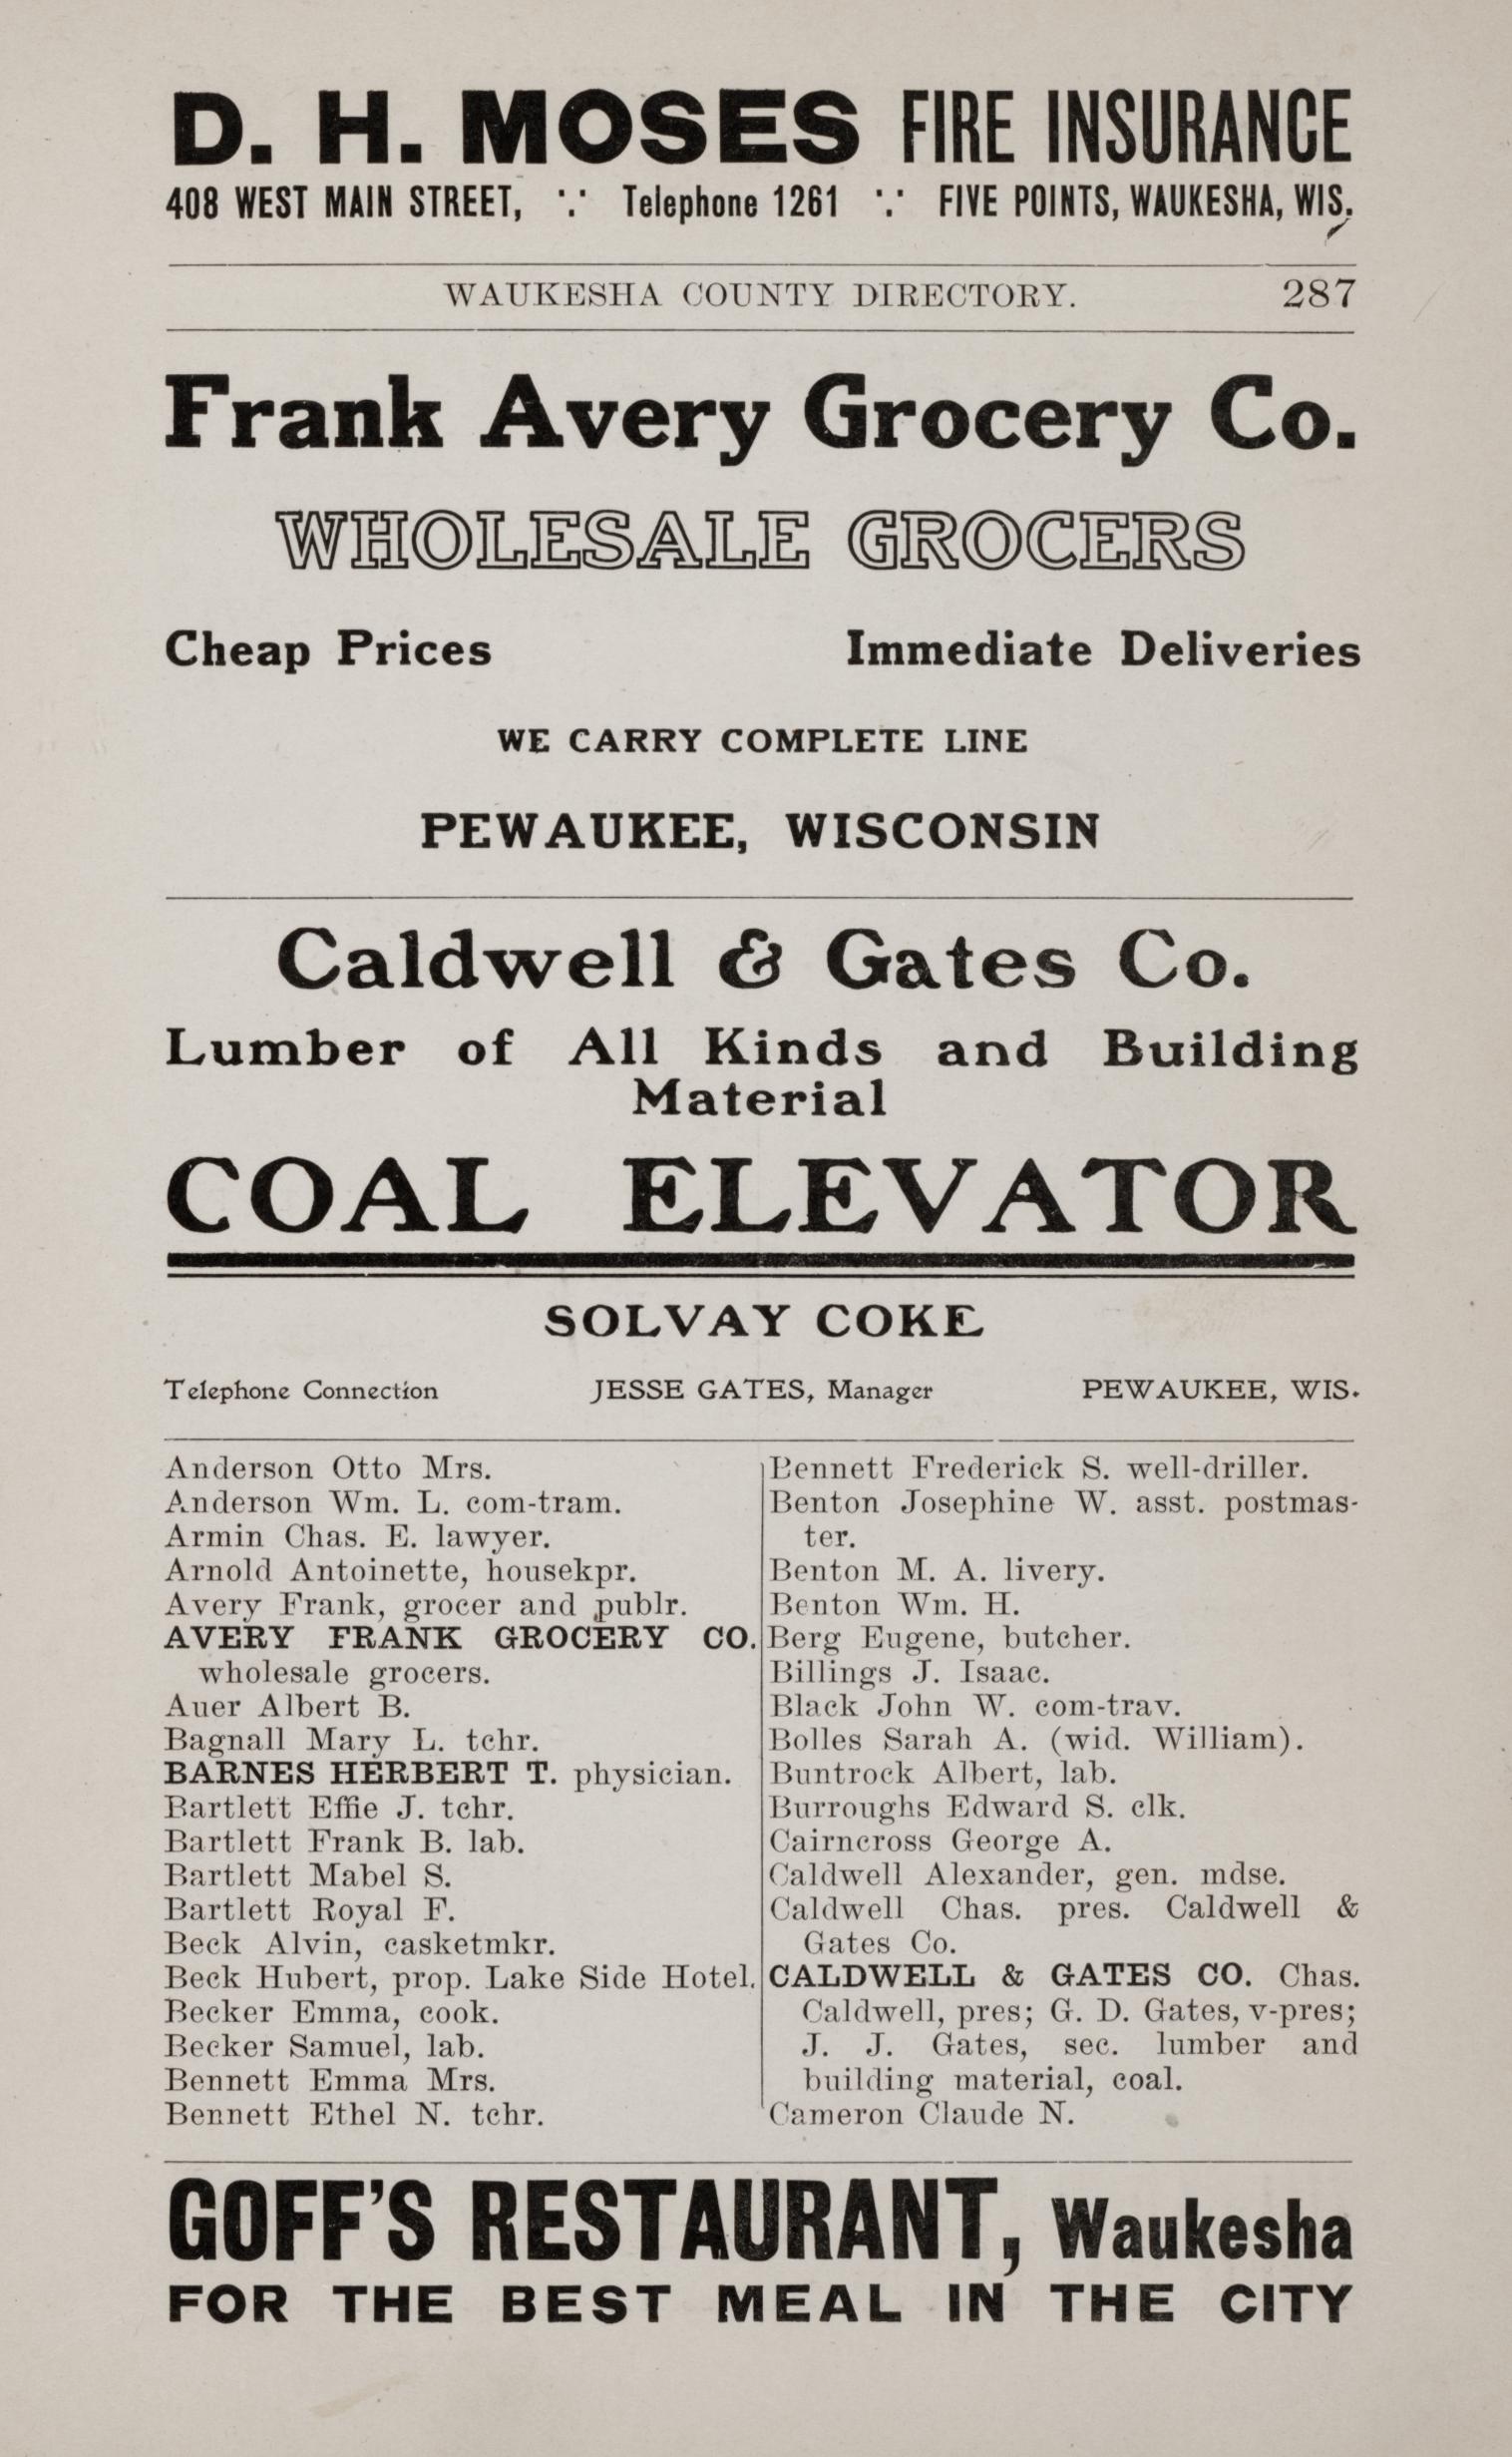 D. H. MOSES FIRE INSURANCE
408 WEST MAIN STREET, ∵ Telephone 1261 ∵ FIVE POINTS, WAUKESHA, WIS.
WAUKESHA COUNTY DIRECTORY. 287
Frank Avery Grocery Co.
WHOLESALE GROCERS
Cheap Prices Immediate Deliveries
WE CARRY COMPLETE LINE
PEWAUKEE, WISCONSIN
Caldwell & Gates Co.
Lumber of All Kinds and Building
Material
COAL ELEVATOR
SOLVAY COKE
Telephone Connection JESSE GATES, Manager PEWAUKEE, WIS.
Anderson Otto Mrs.
Anderson Wm. L. com-tram.
Armin Chas. E. lawyer.
Arnold Antoinette, housekpr.
Avery Frank, grocer and publr.
AVERY FRANK GROCERY CO.
wholesale grocers.
Auer Albert B.
Bagnall Mary L. tchr.
BARNES HERBERT T. physician.
Bartlett Effie J. tchr.
Bartlett Frank B. lab.
Bartlett Mabel S.
Bartlett Royal F.
Beck Alvin, casketmkr.
Beck Hubert, prop. Lake Side Hotel.
Becker Emma, cook.
Becker Samuel, lab.
Bennett Emma Mrs.
Bennett Ethel N. tchr.
Bennett Frederick S. well-driller.
Benton Josephine W. asst. postmas-
ter.
Benton M. A. livery.
Benton Wm. H.
Berg Eugene, butcher.
Billings J. Isaac.
Black John W. com-trav.
Bolles Sarah A. (wid. William).
Buntrock Albert, lab.
Burroughs Edward S. clk.
Cairncross George A.
Caldwell Alexander, gen. mdse.
Caldwell Chas. pres. Caldwell &
Gates Co.
CALDWELL & GATES CO. Chas.
Caldwell, pres; G. D. Gates, v-pres;
J. J. Gates, sec. lumber and
building material, coal.
Cameron Claude N.
GOFF'S RESTAURANT, Waukesha
FOR THE BEST MEAL IN THE CITY